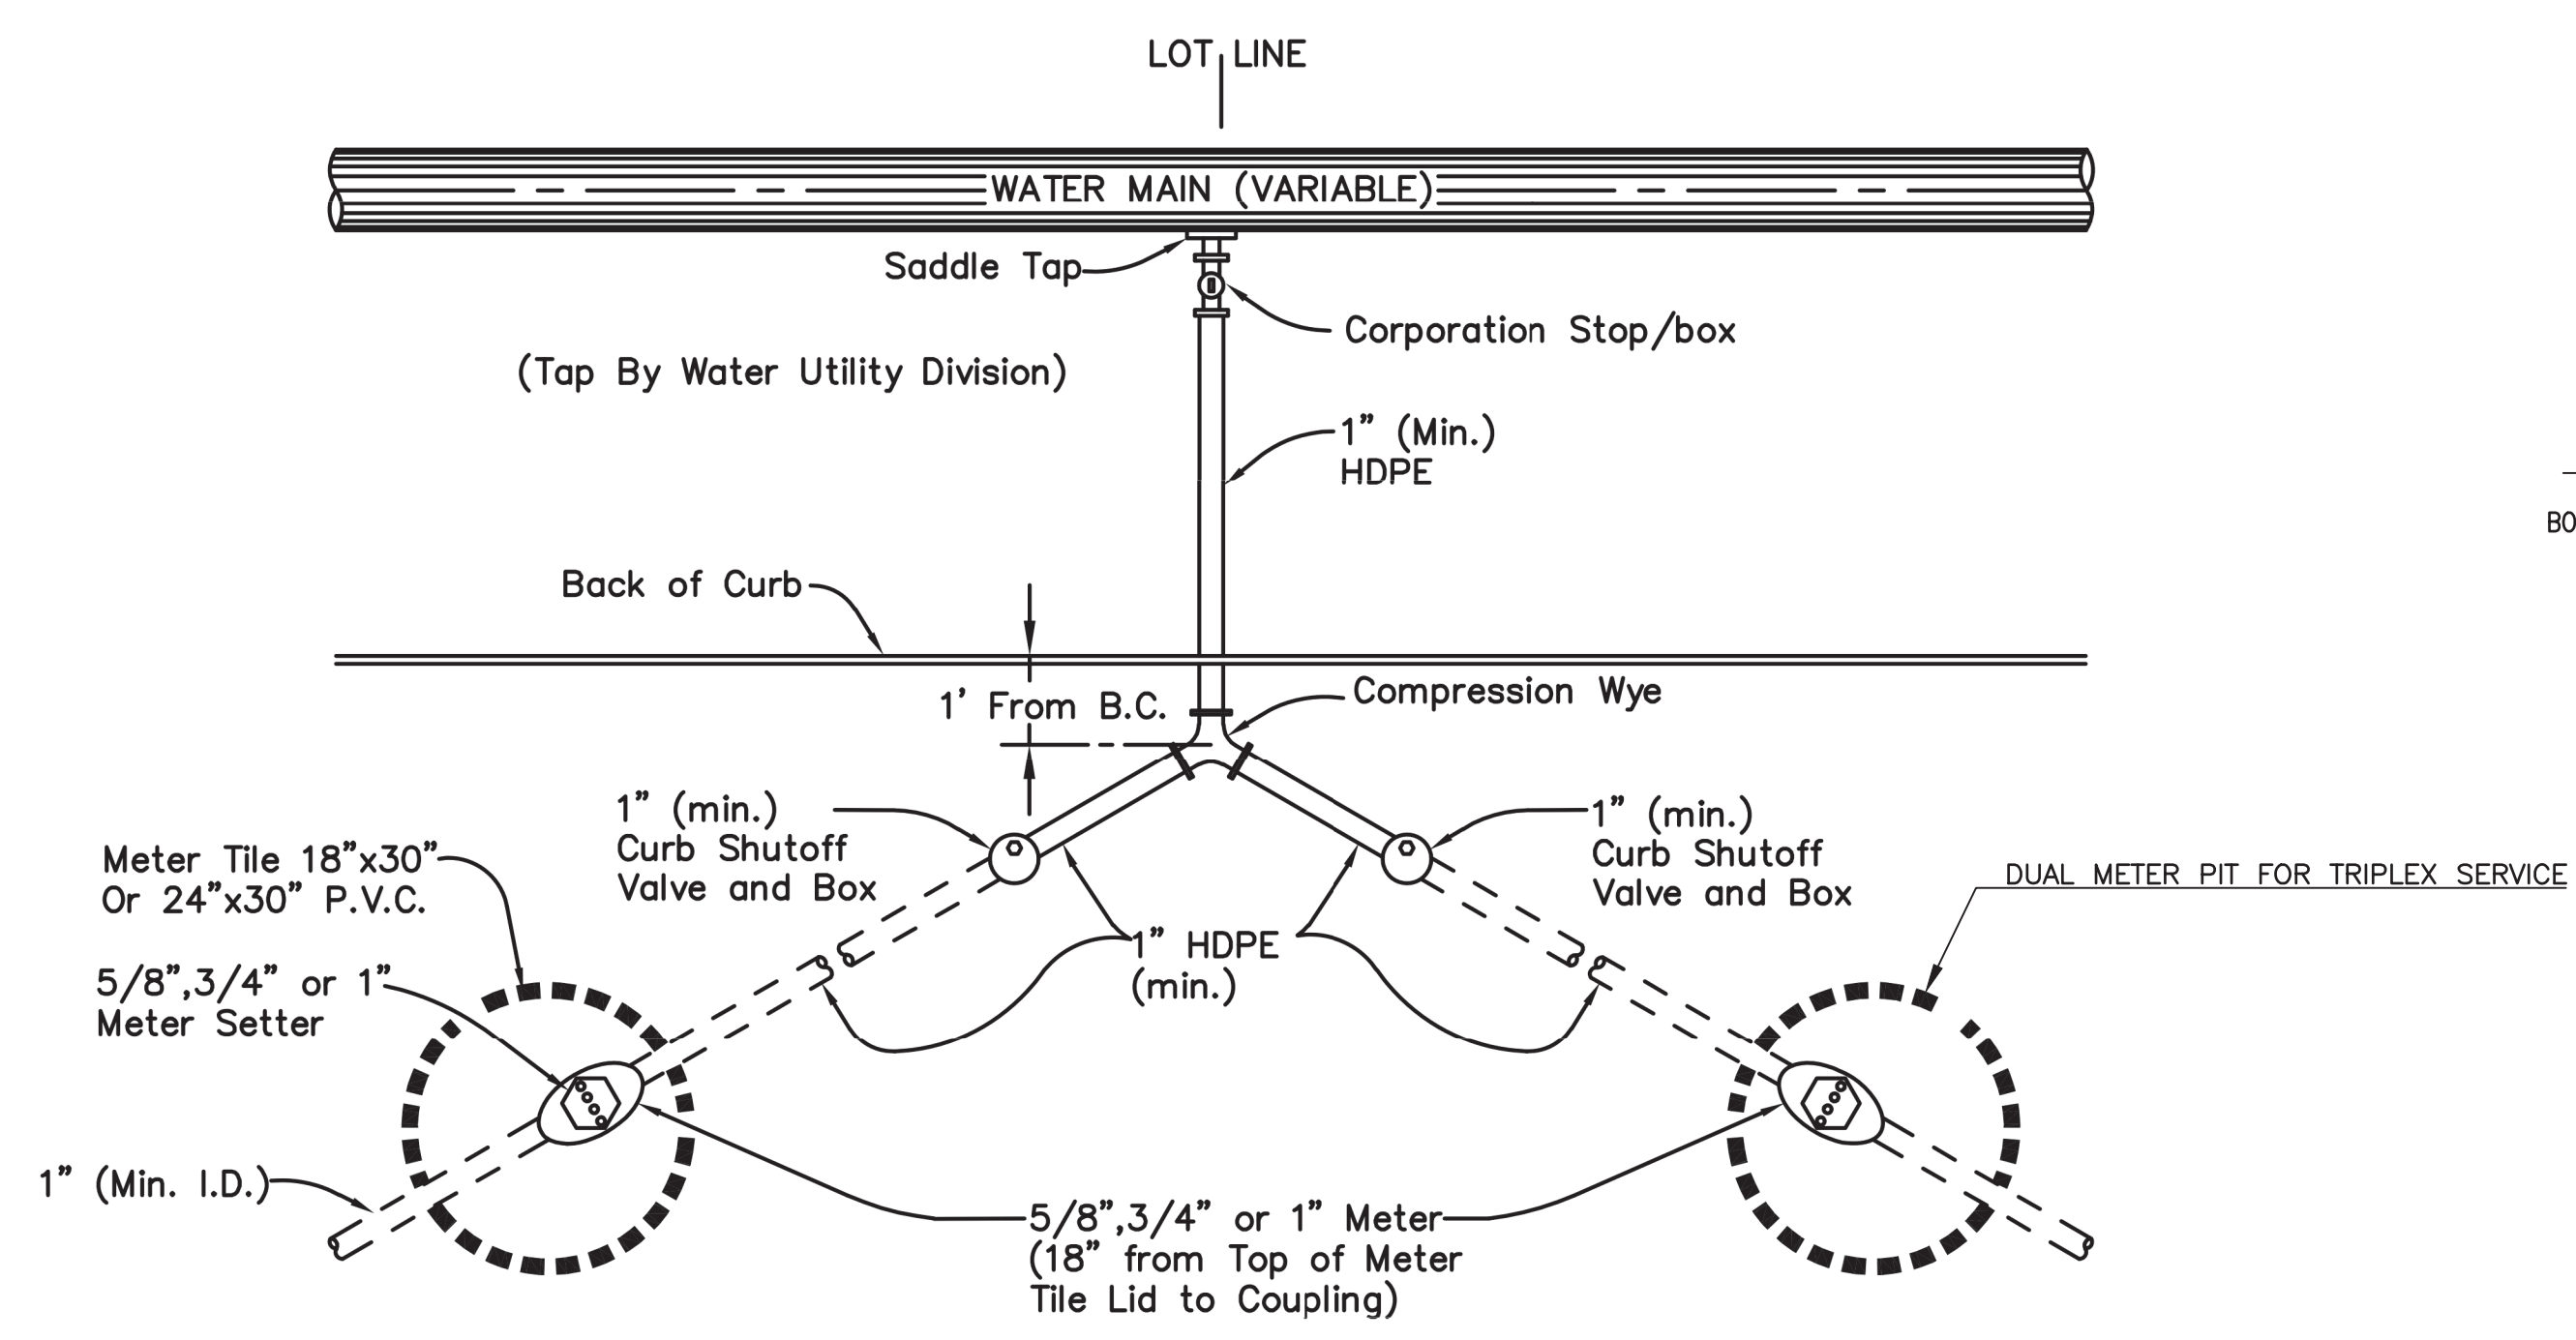 LOT LINE
WATER MAIN (VARIABLE)
Saddle Tap
Corporation Stop/box
(Tap By Water Utility Division)
1” (Min.)
HDPE
BO
Back of Curb
1’ From B.C.
Compression Wye
1” (min.)
Curb Shutoff
Valve and Box
1” (min.)
Curb Shutoff
Valve and Box
Meter Tile 18”x30”
Or 24”x30” P.V.C.
DUAL METER PIT FOR TRIPLEX SERVICE
1” HDPE
(min.)
5/8”,3/4” or 1”
Meter Setter
1” (Min. I.D.)
5/8”,3/4” or 1” Meter
(18” from Top of Meter
Tile Lid to Coupling)